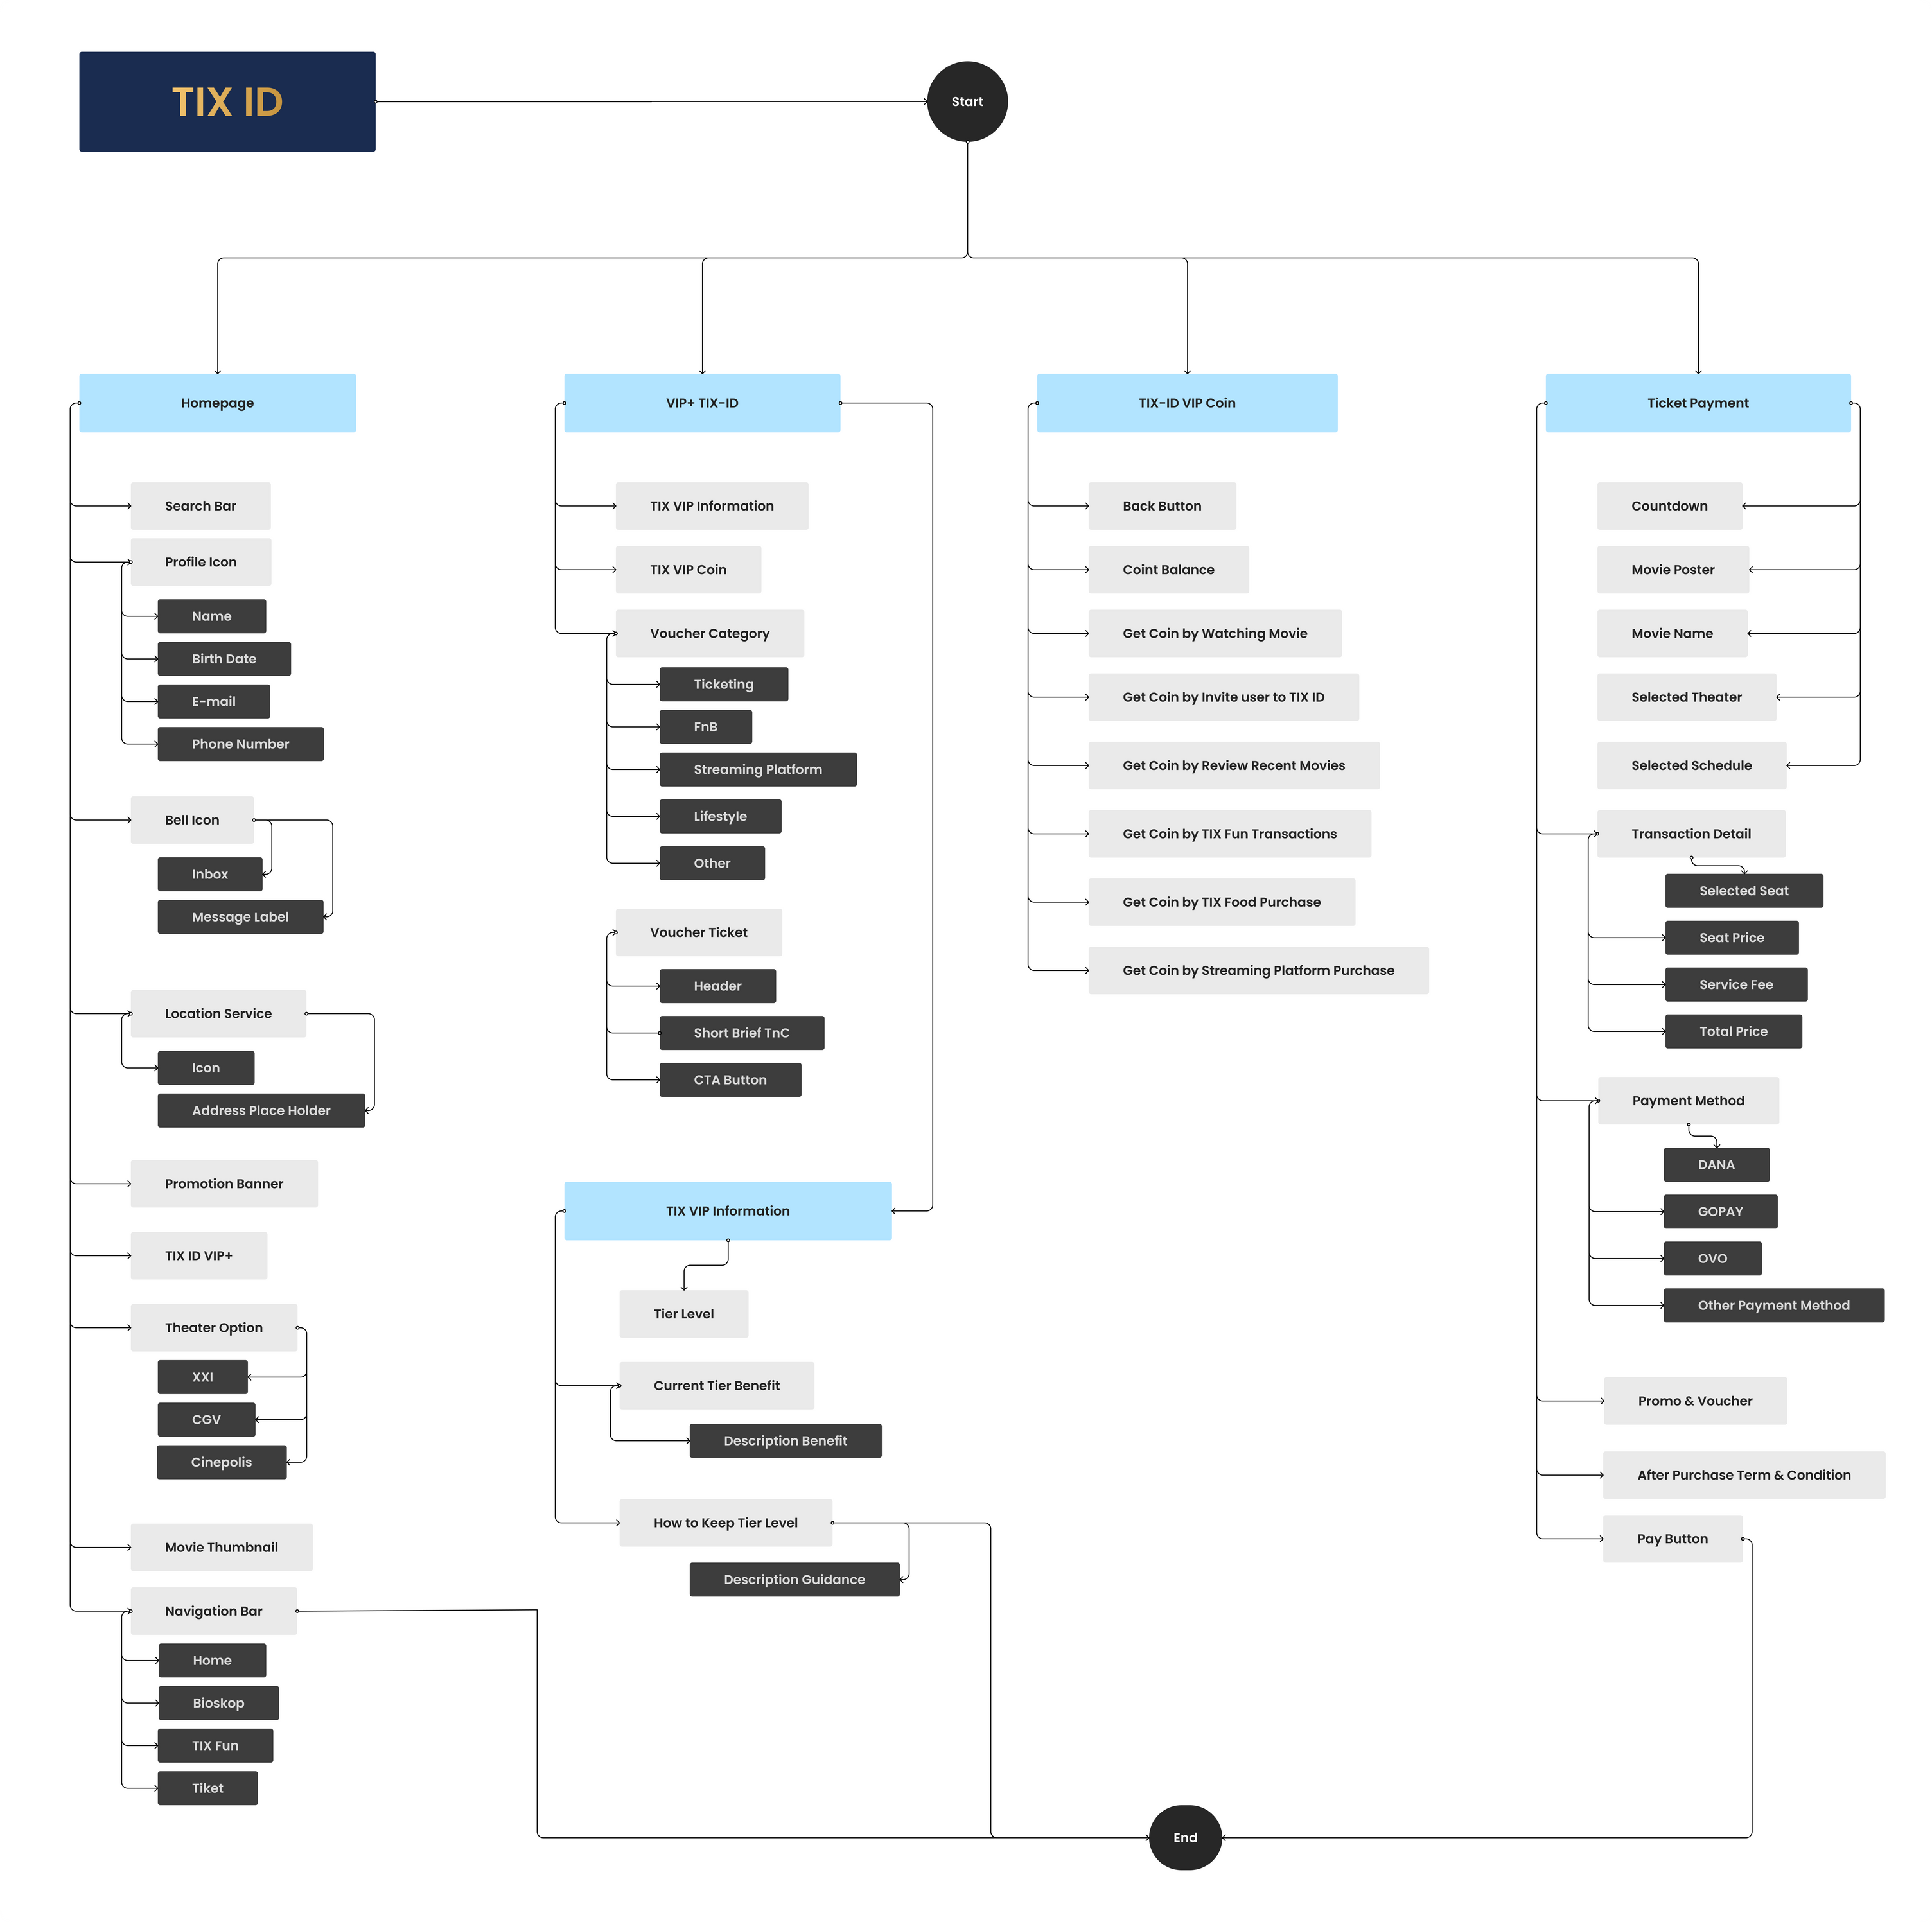 TIX ID
Start
Homepage
Search Bar
Profile Icon
Name
Birth Date
E-mail
Phone Number
Bell Icon
Inbox
Message Label
Location Service
Icon
Address Place Holder
Promotion Banner
TIX ID VIP+
Theater Option
XXI
CGV
Cinepolis
Movie Thumbnail
Navigation Bar
Home
Bioskop
TIX Fun
Tiket
VIP+ TIX-ID
TIX VIP Information
TIX VIP Coin
Voucher Category
Ticketing
FnB
Streaming Platform
Lifestyle
Other
Voucher Ticket
Header
Short Brief TnC
CTA Button
TIX VIP Information
Tier Level
Current Tier Benefit
Description Benefit
How to Keep Tier Level
Description Guidance
TIX-ID VIP Coin
Back Button
Coint Balance
Get Coin by Watching Movie
Get Coin by Invite user to TIX ID
Get Coin by Review Recent Movies
Get Coin by TIX Fun Transactions
Get Coin by TIX Food Purchase
Get Coin by Streaming Platform Purchase
Ticket Payment
Countdown
Movie Poster
Movie Name
Selected Theater
Selected Schedule
Transaction Detail
Selected Seat
Seat Price
Service Fee
Total Price
Payment Method
DANA
GOPAY
OVO
Other Payment Method
Promo & Voucher
After Purchase Term & Condition
Pay Button
End